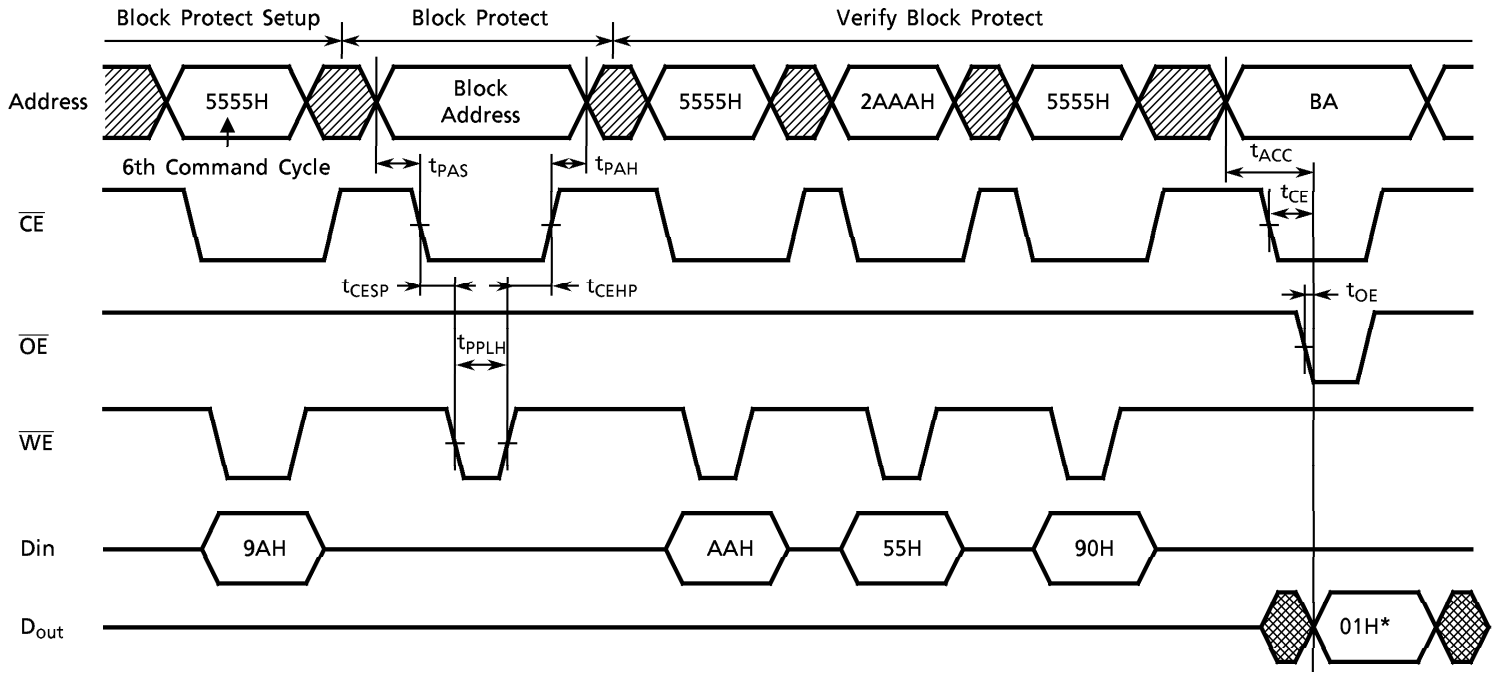 Block Protect Setup Block Protect Verify Block Protect
Address 5555H Block Address 5555H 2AAAH 5555H BA
6th Command Cycle tPAS tPAH tACC
CE tCE
tCESP tCEHP tOE
OE tPPLH
WE
Din 9AH AAH 55H 90H
Dout 01H*